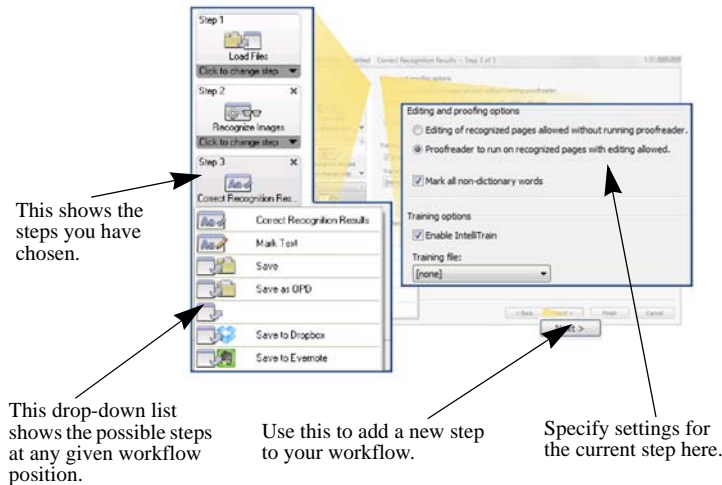 Step 1
Load Files
Click to change step
Step 2
Recognize Images
Click to change step
Step 3
Correct Recognition Res...
Correct Recognition Results
Mark Text
Save
Save as OPD
Save to Dropbox
Save to Evernote
Correct Recognition Results - Step 3 of 3
Editing and proofing options
Editing of recognized pages allowed without running proofreader.
Proofreader to run on recognized pages with editing allowed.
Mark all non-dictionary words
Training options
Enable IntelliTrain
Training file:
[none]
< Back
Finish
Cancel
>
This shows the
steps you have
chosen.
This drop-down list
shows the possible steps
at any given workflow
position.
Use this to add a new step
to your workflow.
Specify settings for
the current step here.